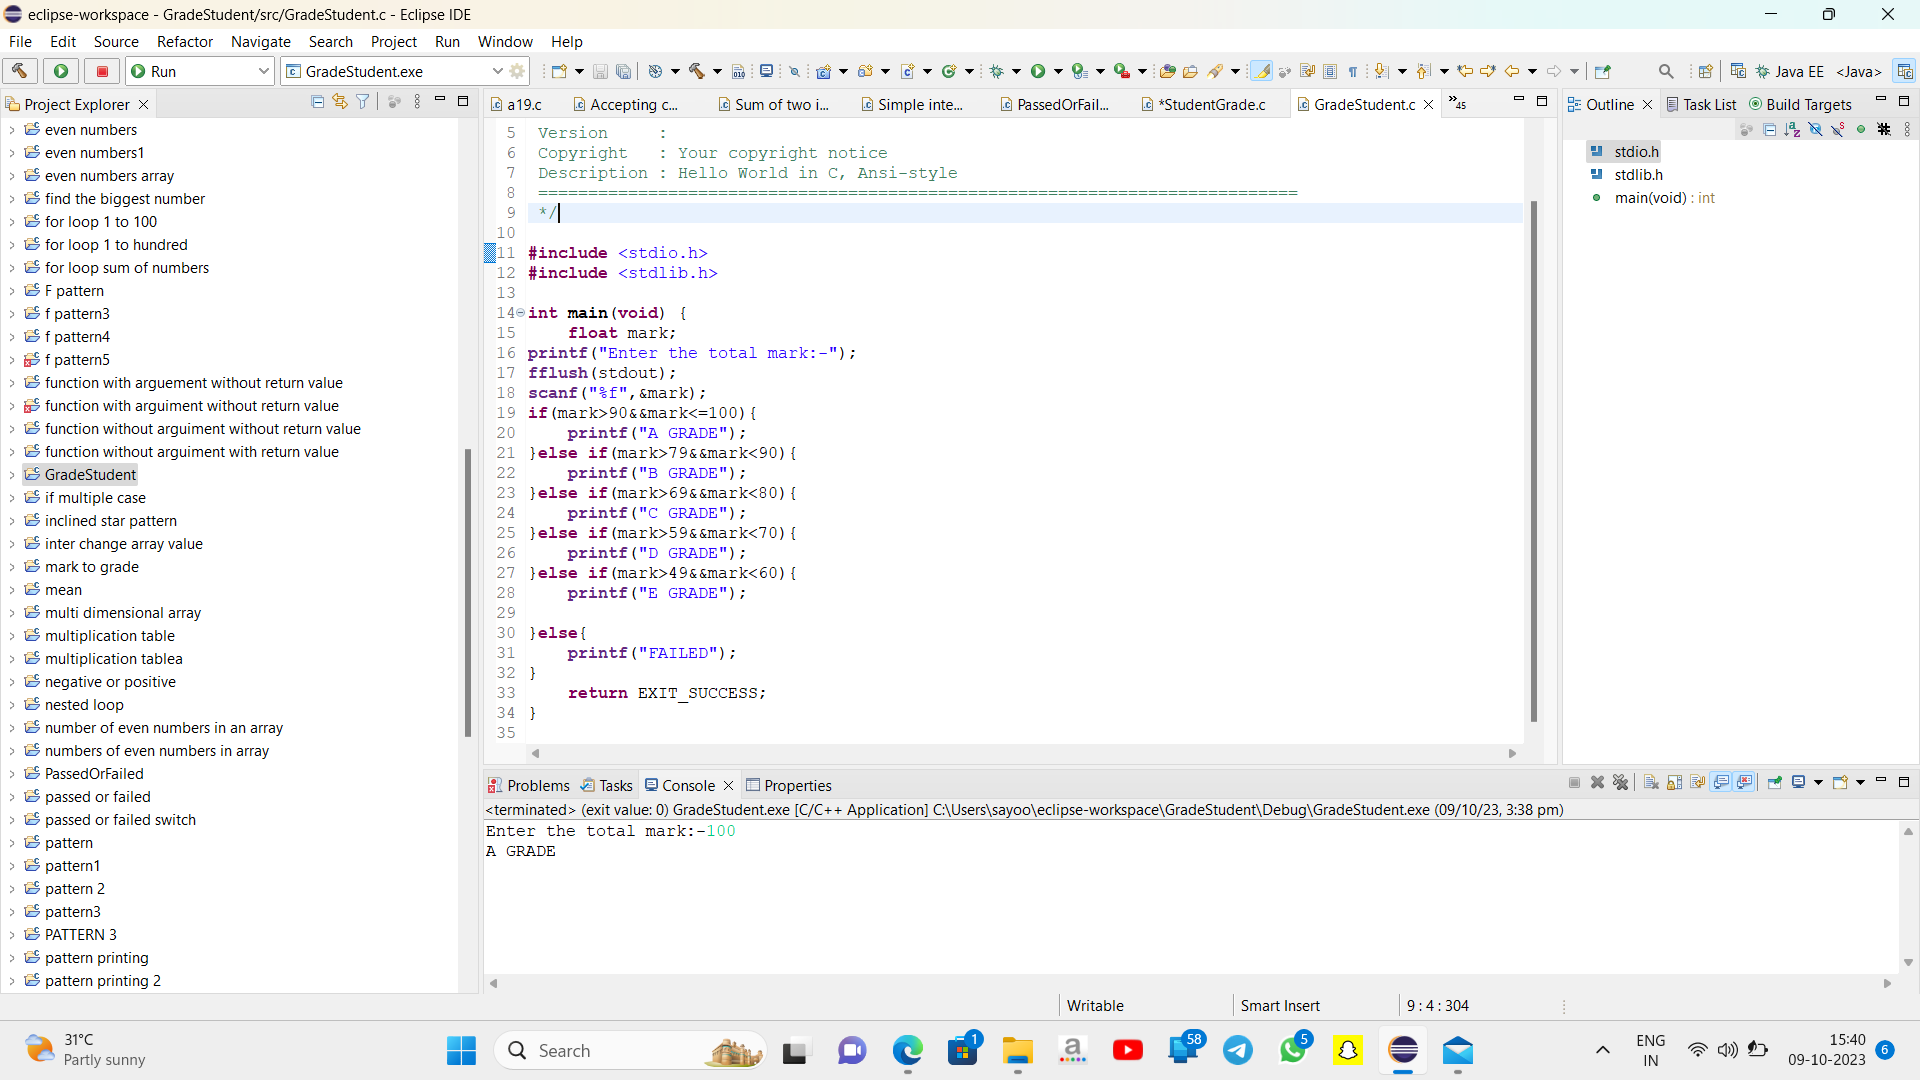 eclipse-workspace - GradeStudent/src/GradeStudent.c - Eclipse IDE
File Edit Source Refactor Navigate Search Project Run Window Help
Run GradeStudent.exe Java EE <Java>
Project Explorer
even numbers
even numbers1
even numbers array
find the biggest number
for loop 1 to 100
for loop 1 to hundred
for loop sum of numbers
F pattern
f pattern3
f pattern4
f pattern5
function with arguement without return value
function with arguiment without return value
function without arguiment without return value
function without arguiment with return value
GradeStudent
if multiple case
inclined star pattern
inter change array value
mark to grade
mean
multi dimensional array
multiplication table
multiplication tablea
negative or positive
nested loop
number of even numbers in an array
numbers of even numbers in array
PassedOrFailed
passed or failed
passed or failed switch
pattern
pattern1
pattern 2
pattern3
PATTERN 3
pattern printing
pattern printing 2
a19.c Accepting c... Sum of two i... Simple inte... PassedOrFail... *StudentGrade.c GradeStudent.c »45
5 Version     :
6 Copyright   : Your copyright notice
7 Description : Hello World in C, Ansi-style
8 ============================================================================
9 */
10
11 #include <stdio.h>
12 #include <stdlib.h>
13
14 int main(void) {
15     float mark;
16 printf("Enter the total mark:-");
17 fflush(stdout);
18 scanf("%f",&mark);
19 if(mark>90&&mark<=100){
20     printf("A GRADE");
21 }else if(mark>79&&mark<90){
22     printf("B GRADE");
23 }else if(mark>69&&mark<80){
24     printf("C GRADE");
25 }else if(mark>59&&mark<70){
26     printf("D GRADE");
27 }else if(mark>49&&mark<60){
28     printf("E GRADE");
29
30 }else{
31     printf("FAILED");
32 }
33     return EXIT_SUCCESS;
34 }
35
Outline Task List Build Targets
stdio.h
stdlib.h
main(void) : int
Problems Tasks Console Properties
<terminated> (exit value: 0) GradeStudent.exe [C/C++ Application] C:\Users\sayoo\eclipse-workspace\GradeStudent\Debug\GradeStudent.exe (09/10/23, 3:38 pm)
Enter the total mark:-100
A GRADE
Writable Smart Insert 9 : 4 : 304
31°C
Partly sunny
Search
1
58
5
ENG
IN
15:40
09-10-2023
6